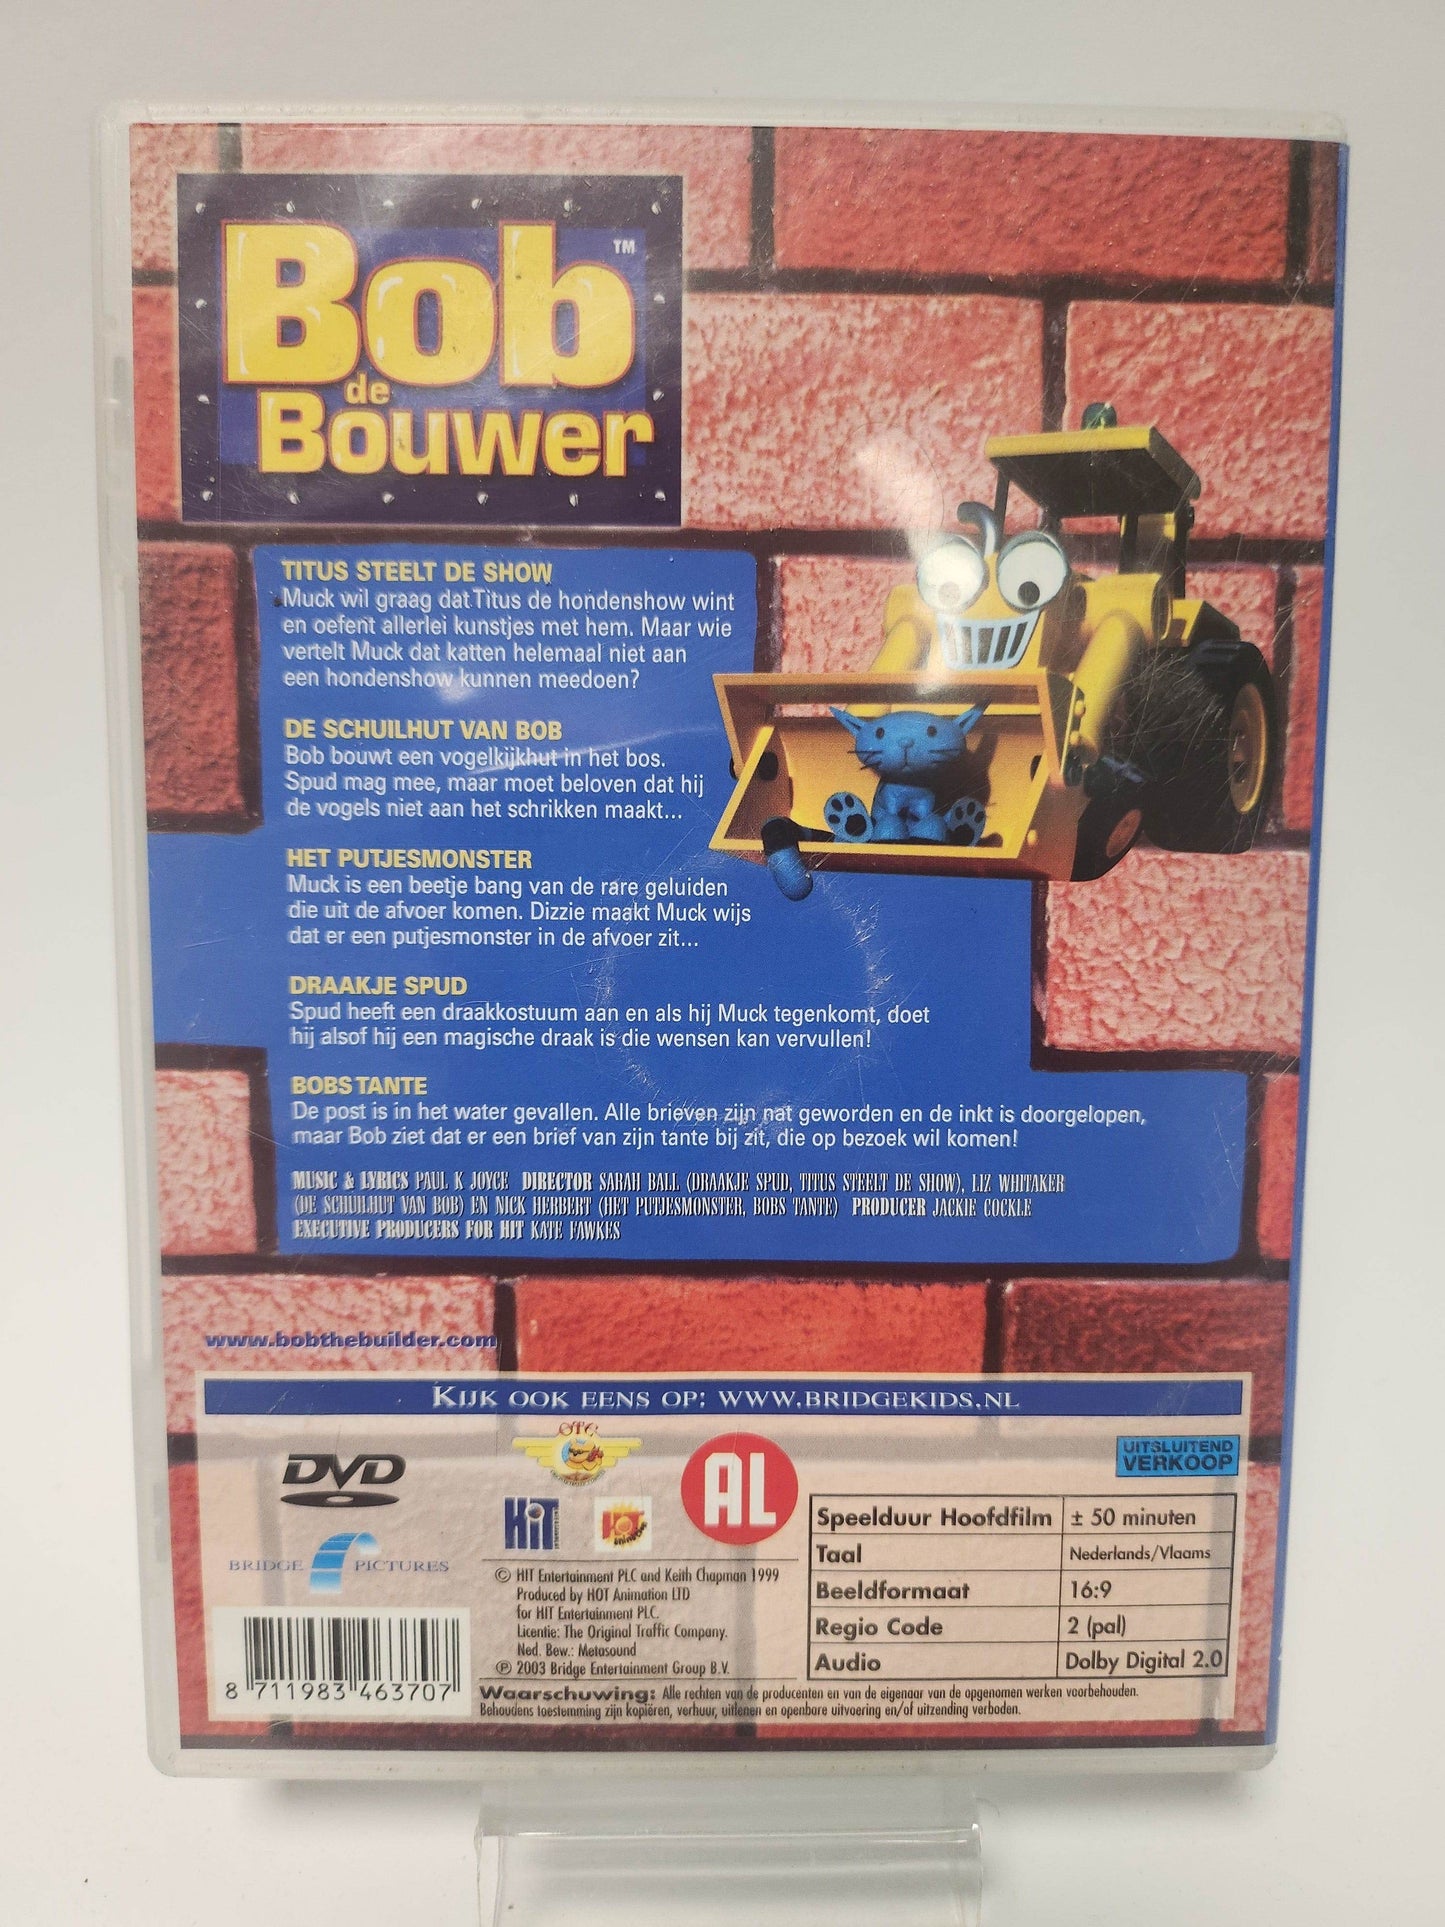 Bob
™
de
Bouwer
TITUS STEELT DE SHOW
Muck wil graag dat Titus de hondenshow wint
en oefent allerlei kunstjes met hem. Maar wie
vertelt Muck dat katten helemaal niet aan
een hondenshow kunnen meedoen?
DE SCHUILHUT VAN BOB
Bob bouwt een vogelkijkhut in het bos.
Spud mag mee, maar moet beloven dat hij
de vogels niet aan het schrikken maakt...
HET PUTJESMONSTER
Muck is een beetje bang van de rare geluiden
die uit de afvoer komen. Dizzie maakt Muck wijs
dat er een putjesmonster in de afvoer zit...
DRAAKJE SPUD
Spud heeft een draakkostuum aan en als hij Muck tegenkomt, doet
hij alsof hij een magische draak is die wensen kan vervullen!
BOBS TANTE
De post is in het water gevallen. Alle brieven zijn nat geworden en de inkt is doorgelopen,
maar Bob ziet dat er een brief van zijn tante bij zit, die op bezoek wil komen!
MUSIC & LYRICS PAUL K JOYCE DIRECTOR SARAH BALL (DRAAKJE SPUD, TITUS STEELT DE SHOW), LIZ WHITAKER
(DE SCHUILHUT VAN BOB) EN NICK HERBERT (HET PUTJESMONSTER, BOBS TANTE) PRODUCER JACKIE COCKLE
EXECUTIVE PRODUCERS FOR HIT KATE FAWKES
www.bobthebuilder.com
KIJK OOK EENS OP: WWW.BRIDGEKIDS.NL
DVD
OTC
HiT
HOT
AL
UITSLUITEND
VERKOOP
BRIDGE PICTURES
Speelduur Hoofdfilm ± 50 minuten
Taal Nederlands/Vlaams
Beeldformaat 16:9
Regio Code 2 (pal)
Audio Dolby Digital 2.0
© HIT Entertainment PLC and Keith Chapman 1999
Produced by HOT Animation LTD
for HIT Entertainment PLC.
Licentie: The Original Traffic Company.
Ned. Bew.: Metasound
℗ 2003 Bridge Entertainment Group B.V.
8 711983 463707
Waarschuwing: Alle rechten van de producenten en van de eigenaar van de opgenomen werken voorbehouden.
Behoudens toestemming zijn kopiëren, verhuur, uitlenen en openbare uitvoering en/of uitzending verboden.